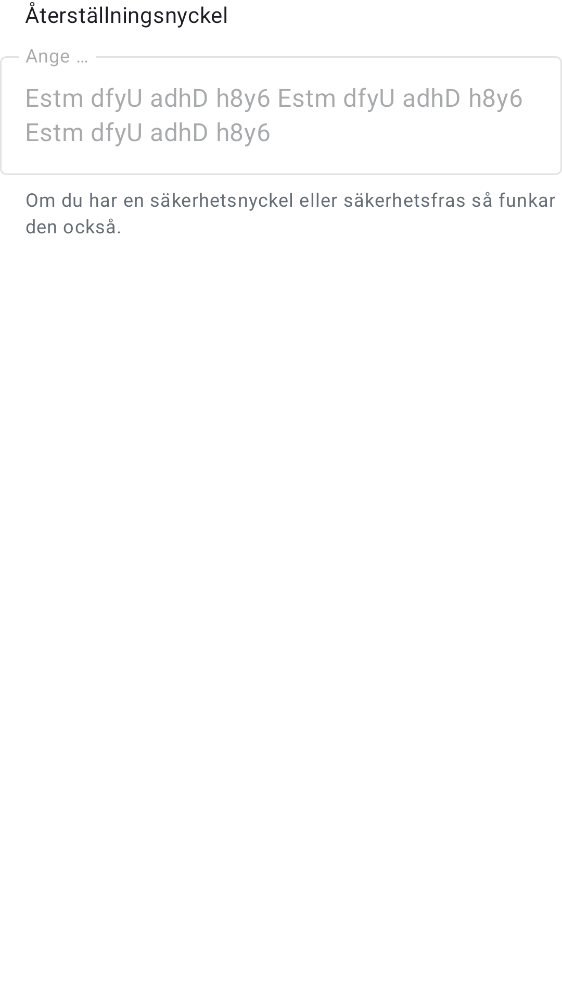 Återställningsnyckel
Ange …
Estm dfyU adhD h8y6 Estm dfyU adhD h8y6
Estm dfyU adhD h8y6
Om du har en säkerhetsnyckel eller säkerhetsfras så funkar
den också.